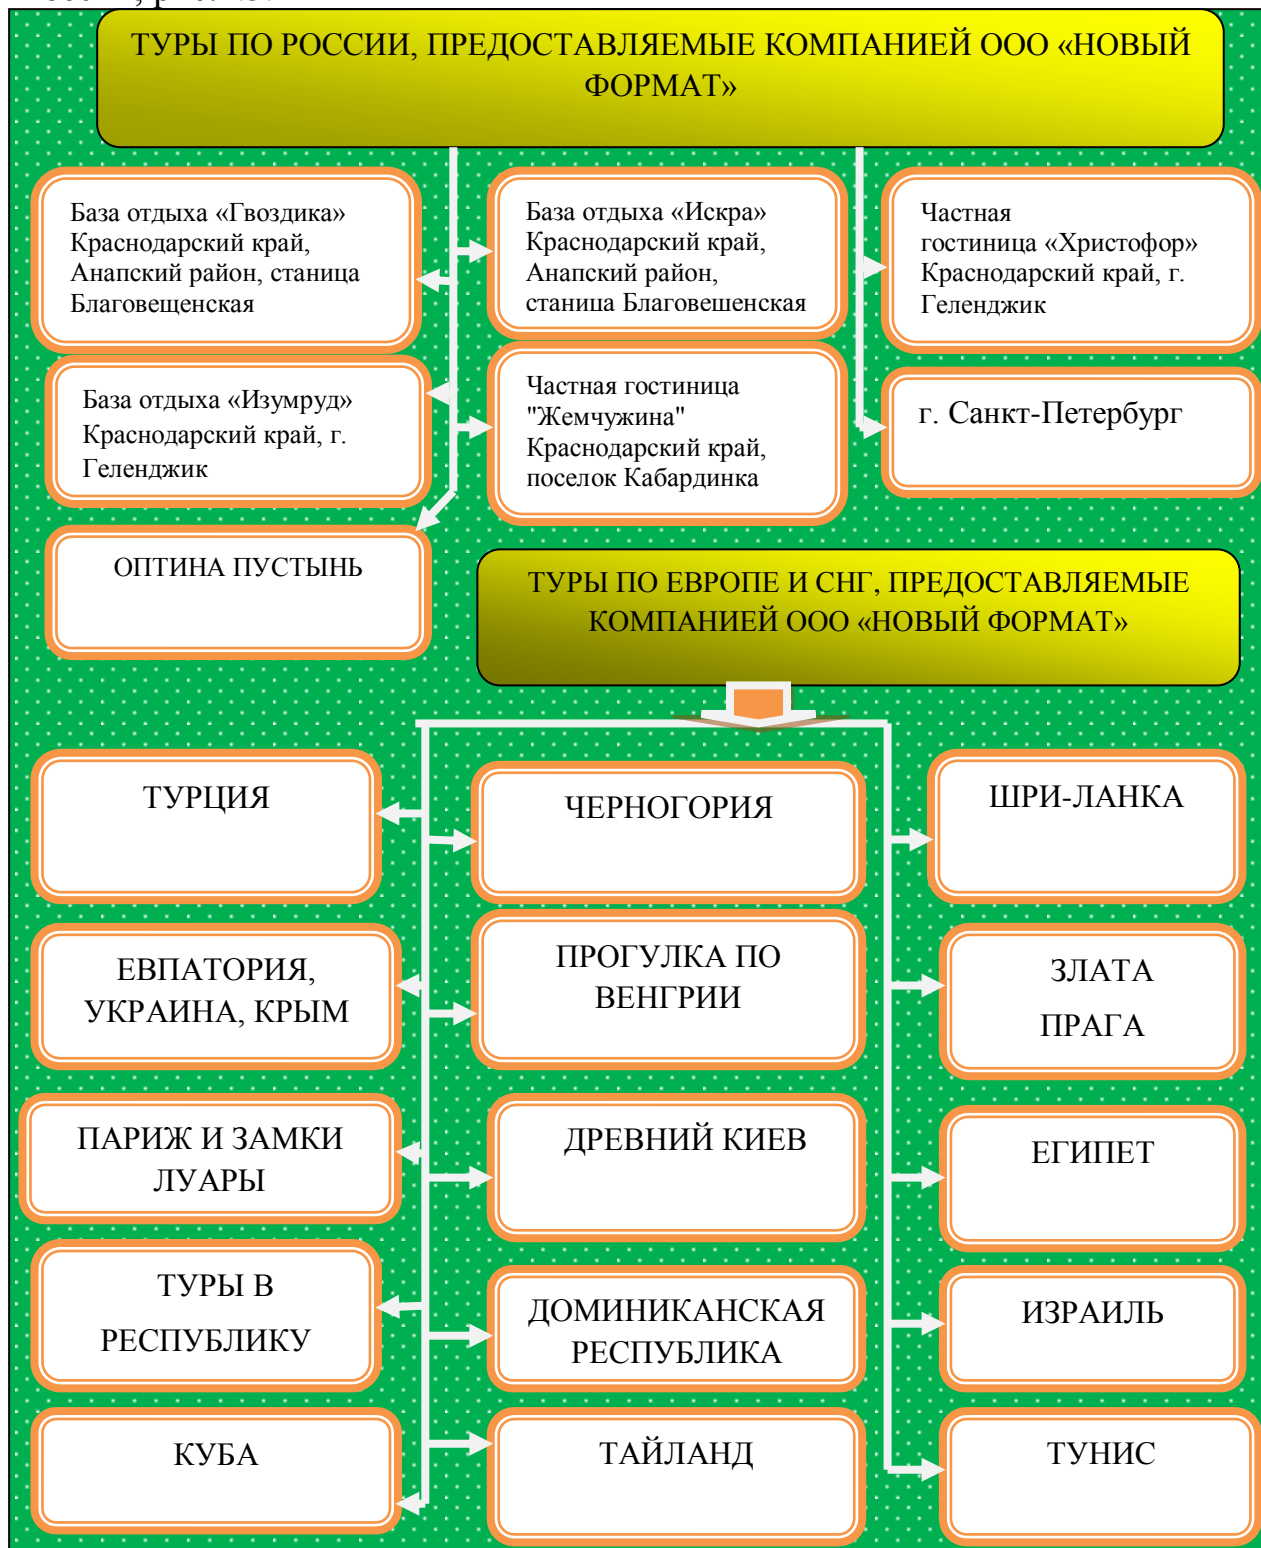 ТУРЫ ПО РОССИИ, ПРЕДОСТАВЛЯЕМЫЕ КОМПАНИЕЙ ООО «НОВЫЙ
ФОРМАТ»
База отдыха «Гвоздика»
Краснодарский край,
Анапский район, станица
Благовещенская
База отдыха «Искра»
Краснодарский край,
Анапский район,
станица Благовещенская
Частная
гостиница «Христофор»
Краснодарский край, г.
Геленджик
База отдыха «Изумруд»
Краснодарский край, г.
Геленджик
Частная гостиница
"Жемчужина"
Краснодарский край,
поселок Кабардинка
г. Санкт-Петербург
ОПТИНА ПУСТЫНЬ
ТУРЫ ПО ЕВРОПЕ И СНГ, ПРЕДОСТАВЛЯЕМЫЕ
КОМПАНИЕЙ ООО «НОВЫЙ ФОРМАТ»
ТУРЦИЯ
ЧЕРНОГОРИЯ
ШРИ-ЛАНКА
ЕВПАТОРИЯ,
УКРАИНА, КРЫМ
ПРОГУЛКА ПО
ВЕНГРИИ
ЗЛАТА
ПРАГА
ПАРИЖ И ЗАМКИ
ЛУАРЫ
ДРЕВНИЙ КИЕВ
ЕГИПЕТ
ТУРЫ В
РЕСПУБЛИКУ
ДОМИНИКАНСКАЯ
РЕСПУБЛИКА
ИЗРАИЛЬ
КУБА
ТАЙЛАНД
ТУНИС